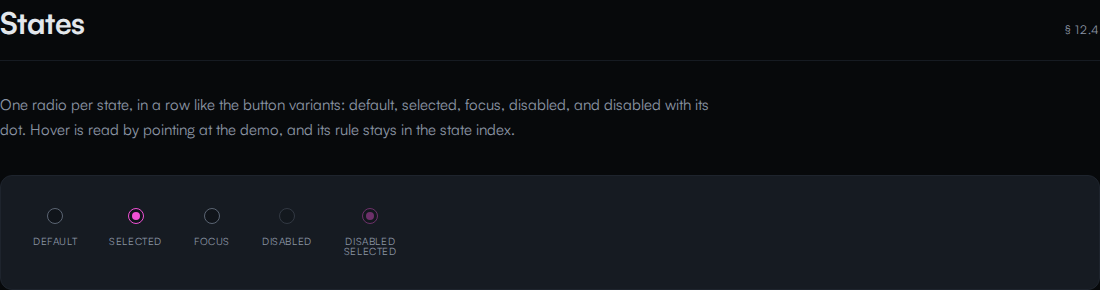 States
§ 12.4
One radio per state, in a row like the button variants: default, selected, focus, disabled, and disabled with its
dot. Hover is read by pointing at the demo, and its rule stays in the state index.
DEFAULT
SELECTED
FOCUS
DISABLED
DISABLED
SELECTED